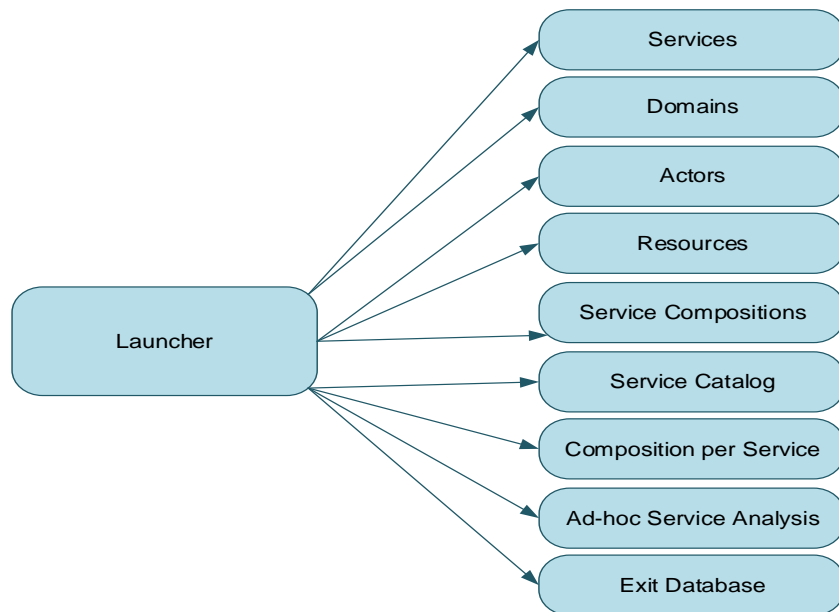 Services
Domains
Actors
Resources
Launcher
Service Compositions
Service Catalog
Composition per Service
Ad-hoc Service Analysis
Exit Database